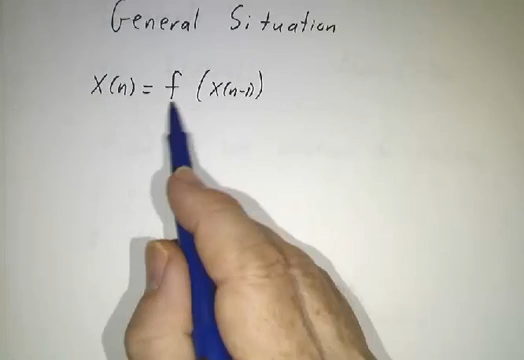 General Situation
X(n) = f (X(n-1))